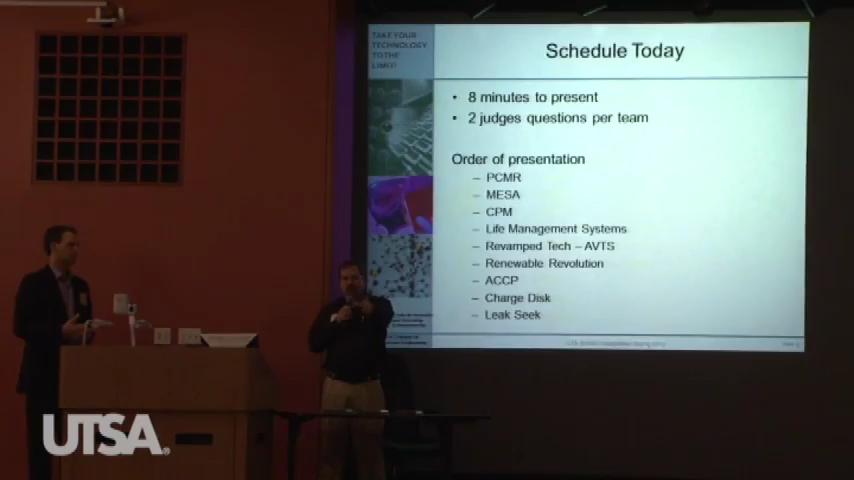 TAKE YOUR
TECHNOLOGY
TO THE
LIMIT!
Schedule Today
• 8 minutes to present
• 2 judges questions per team
Order of presentation
– PCMR
– MESA
– CPM
– Life Management Systems
– Revamped Tech – AVTS
– Renewable Revolution
– ACCP
– Charge Disk
– Leak Seek
UTSA®